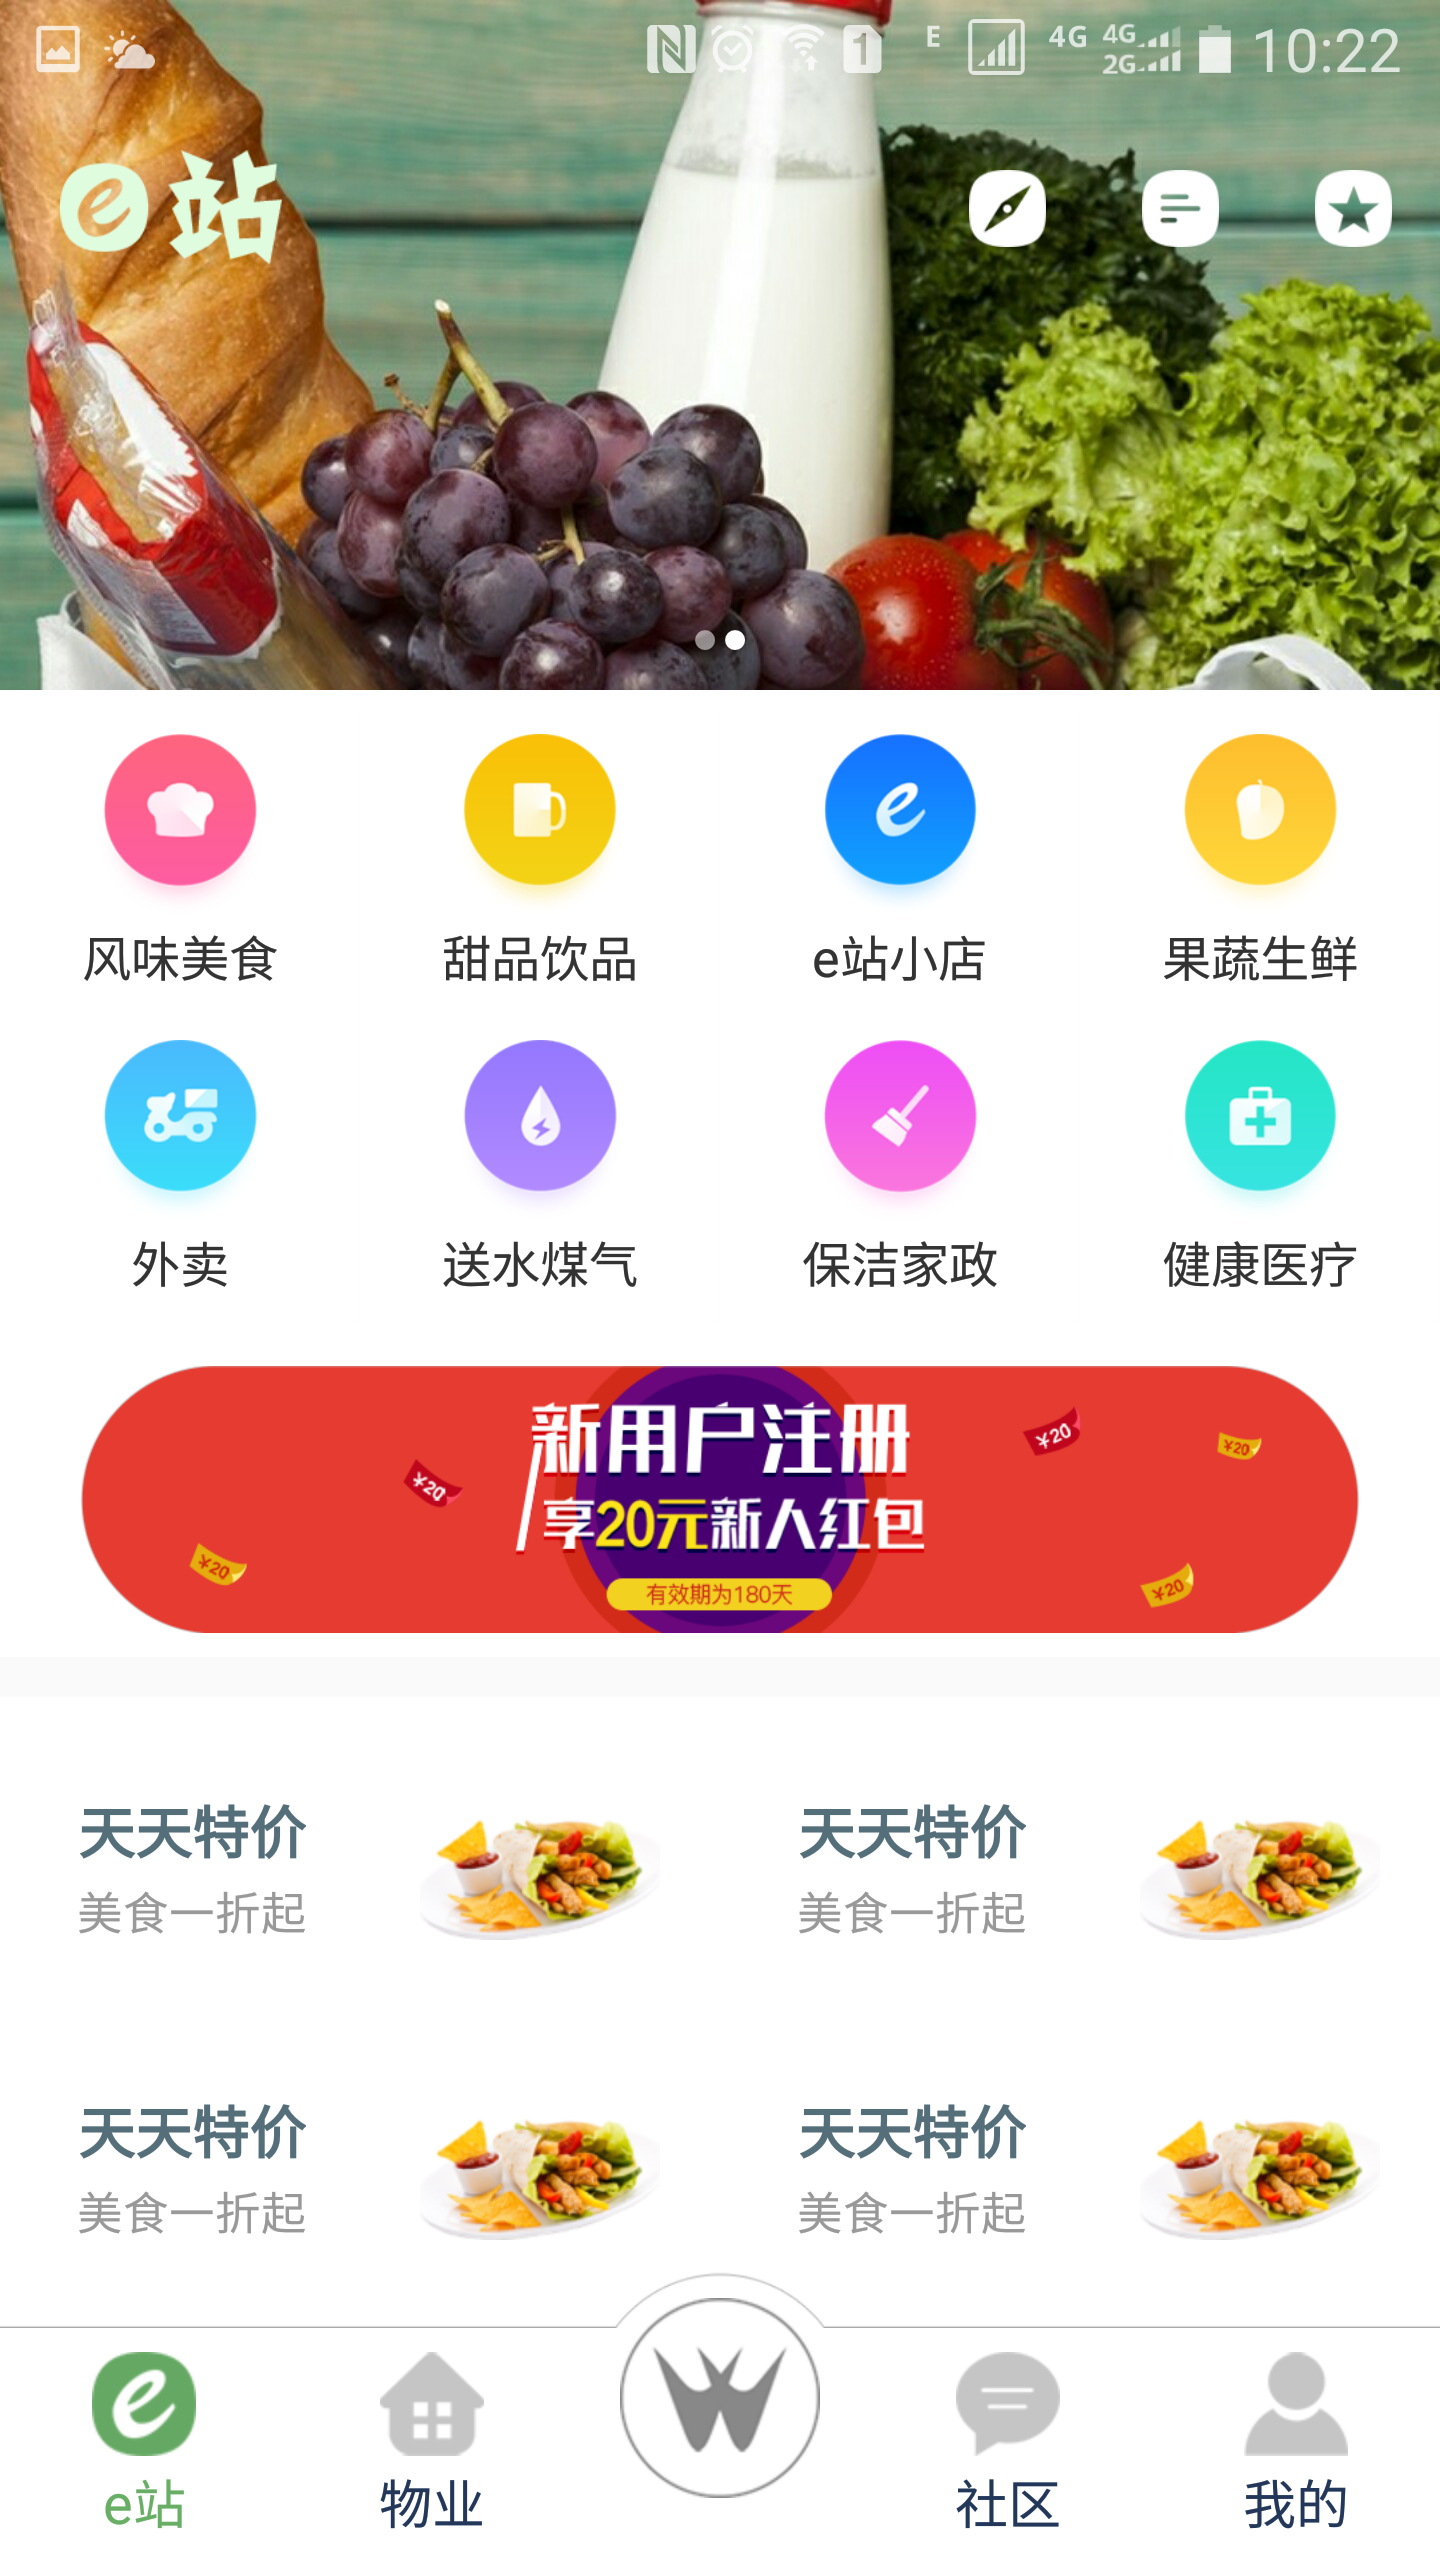 1 E 4G 4G 2G 10:22
e站
风味美食 甜品饮品 e站小店 果蔬生鲜
外卖 送水煤气 保洁家政 健康医疗
新用户注册
享20元新人红包
有效期为180天
¥20
¥20
¥20
¥20
¥20
天天特价 天天特价
美食一折起 美食一折起
天天特价 天天特价
美食一折起 美食一折起
e站 物业 社区 我的